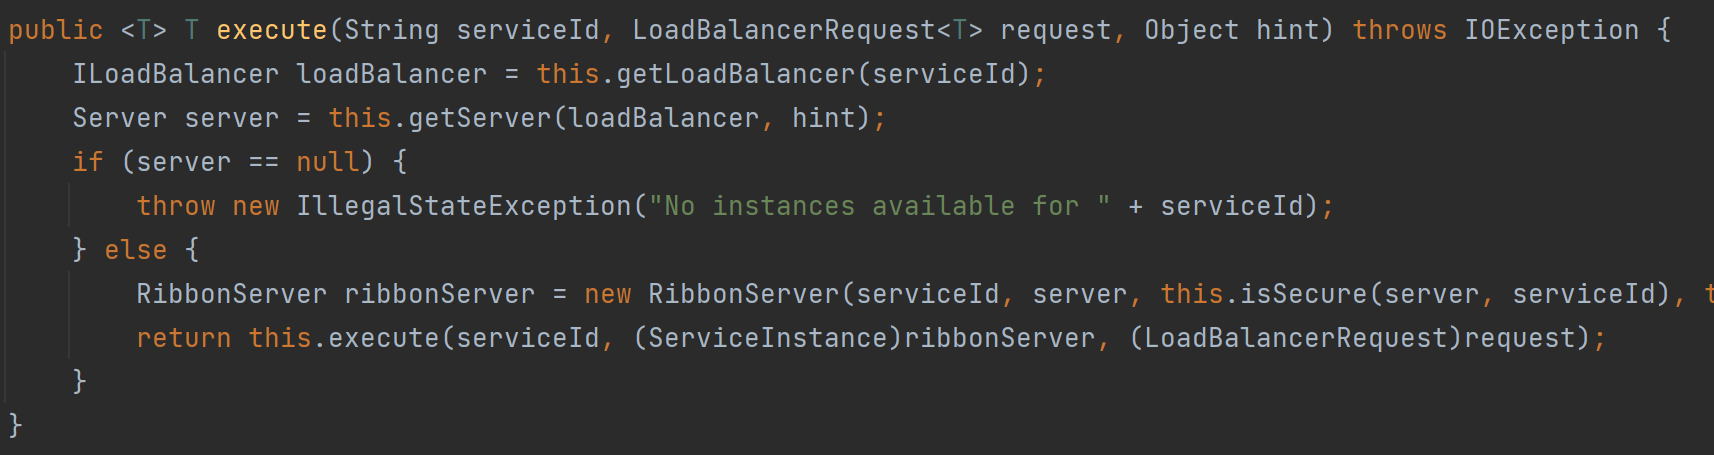 public <T> T execute(String serviceId, LoadBalancerRequest<T> request, Object hint) throws IOException {
ILoadBalancer loadBalancer = this.getLoadBalancer(serviceId);
Server server = this.getServer(loadBalancer, hint);
if (server == null) {
throw new IllegalStateException("No instances available for " + serviceId);
} else {
RibbonServer ribbonServer = new RibbonServer(serviceId, server, this.isSecure(server, serviceId), t
return this.execute(serviceId, (ServiceInstance)ribbonServer, (LoadBalancerRequest)request);
}
}